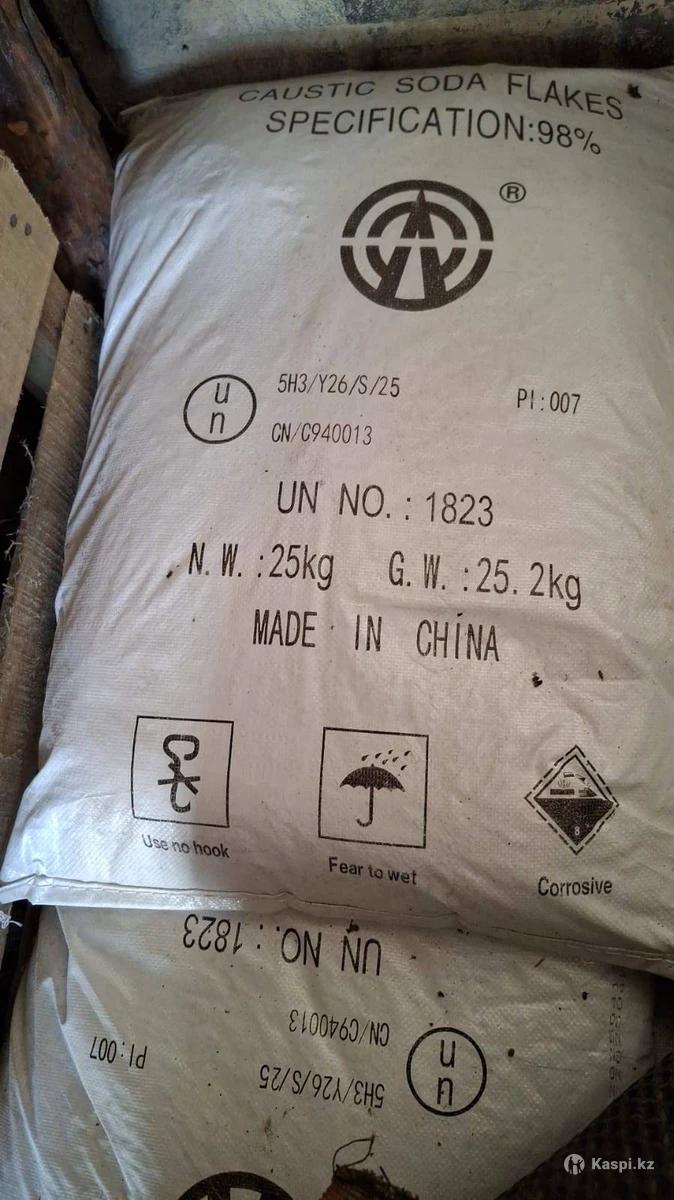 CAUSTIC SODA FLAKES
SPECIFICATION:98%
®
un
5H3/Y26/S/25
PI:007
CN/C940013
UN NO.: 1823
N.W.:25kg G.W.:25.2kg
MADE IN CHINA
Use no hook
Fear to wet
8
Corrosive
UN NO.: 1823
CN/C940013
un
PI:007
5H3/Y26/S/25
Kaspi.kz